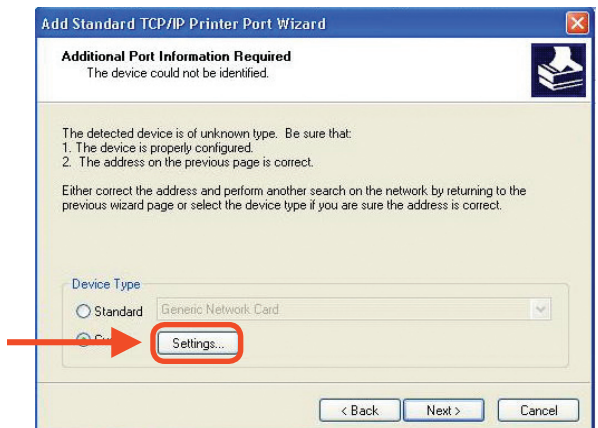 Add Standard TCP/IP Printer Port Wizard
Additional Port Information Required
The device could not be identified.
The detected device is of unknown type. Be sure that:
1. The device is properly configured.
2. The address on the previous page is correct.
Either correct the address and perform another search on the network by returning to the
previous wizard page or select the device type if you are sure the address is correct.
Device Type
Standard Generic Network Card
Settings...
< Back Next > Cancel